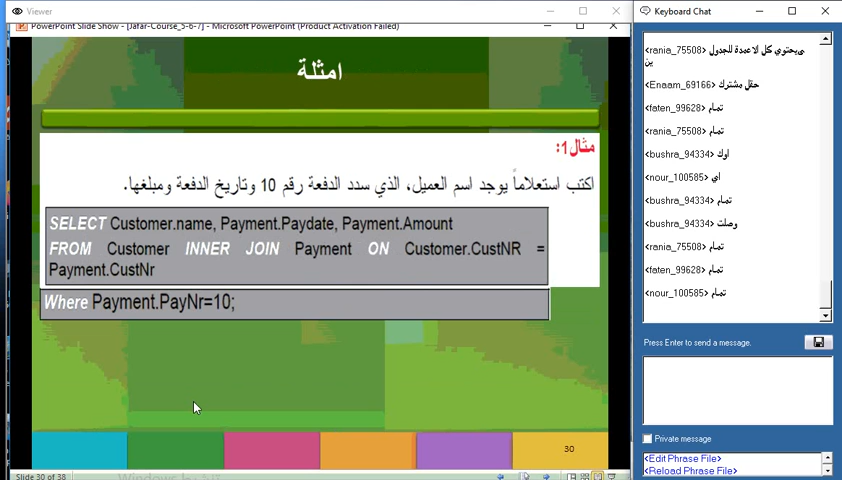 Viewer
PowerPoint Slide Show - [Jafar-Course_5-6-7] - Microsoft PowerPoint (Product Activation Failed)
امثلة
مثال1:
اكتب استعلاماً يوجد اسم العميل، الذي سدد الدفعة رقم 10 وتاريخ الدفعة ومبلغها.
SELECT Customer.name, Payment.Paydate, Payment.Amount
FROM Customer INNER JOIN Payment ON Customer.CustNR =
Payment.CustNr
Where Payment.PayNr=10;
30
Slide 30 of 38
Keyboard Chat
<rania_75508> يحتوي كل الاعمدة للجدول
ين
<Enaam_69166> حقل مشترك
<faten_99628> تمام
<rania_75508> تمام
<bushra_94334> اوك
<nour_100585> اي
<bushra_94334> تمام
<bushra_94334> وصلت
<rania_75508> تمام
<faten_99628> تمام
<nour_100585> تمام
Press Enter to send a message.
Private message
<Edit Phrase File>
<Reload Phrase File>